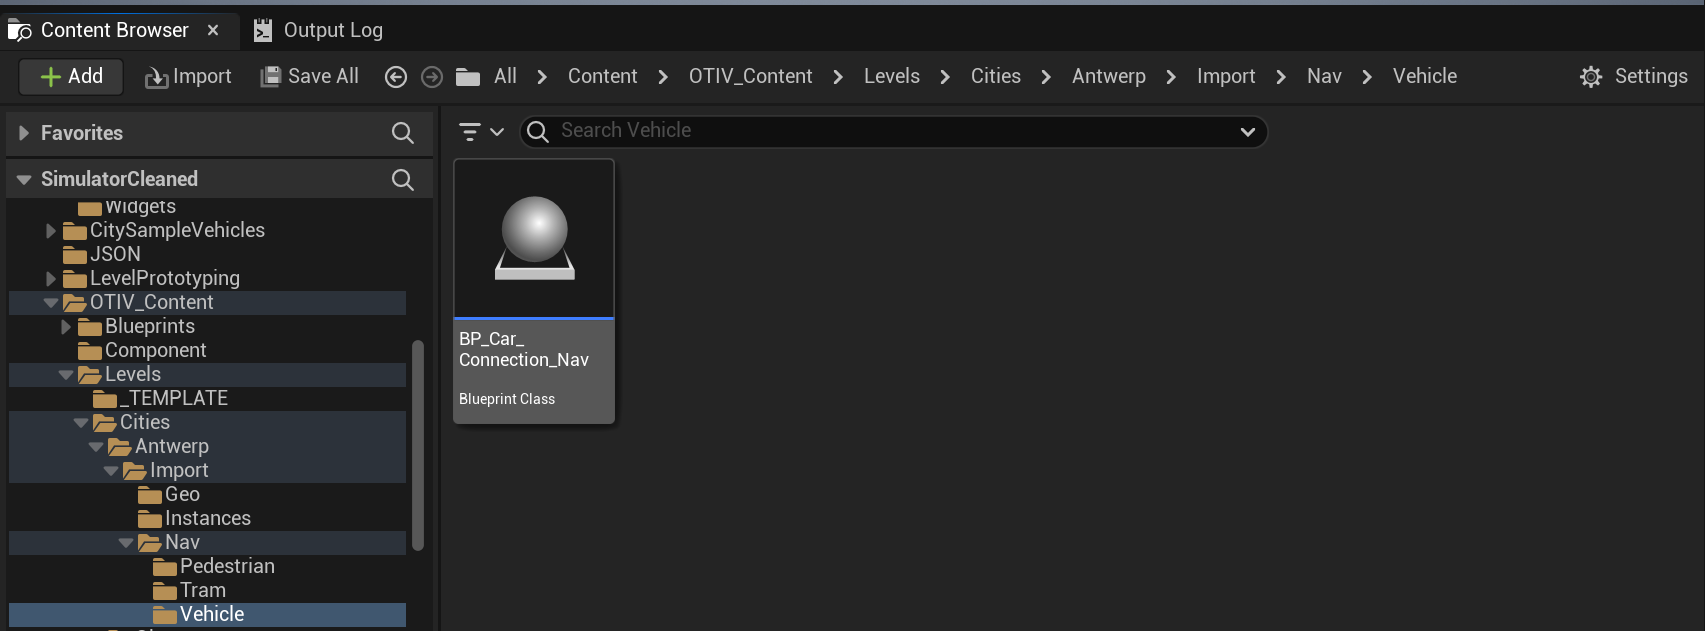 Content Browser
Output Log
Add
Import
Save All
All
Content
OTIV_Content
Levels
Cities
Antwerp
Import
Nav
Vehicle
Settings
Favorites
SimulatorCleaned
Widgets
CitySampleVehicles
JSON
LevelPrototyping
OTIV_Content
Blueprints
Component
Levels
_TEMPLATE
Cities
Antwerp
Import
Geo
Instances
Nav
Pedestrian
Tram
Vehicle
Search Vehicle
BP_Car_
Connection_Nav
Blueprint Class